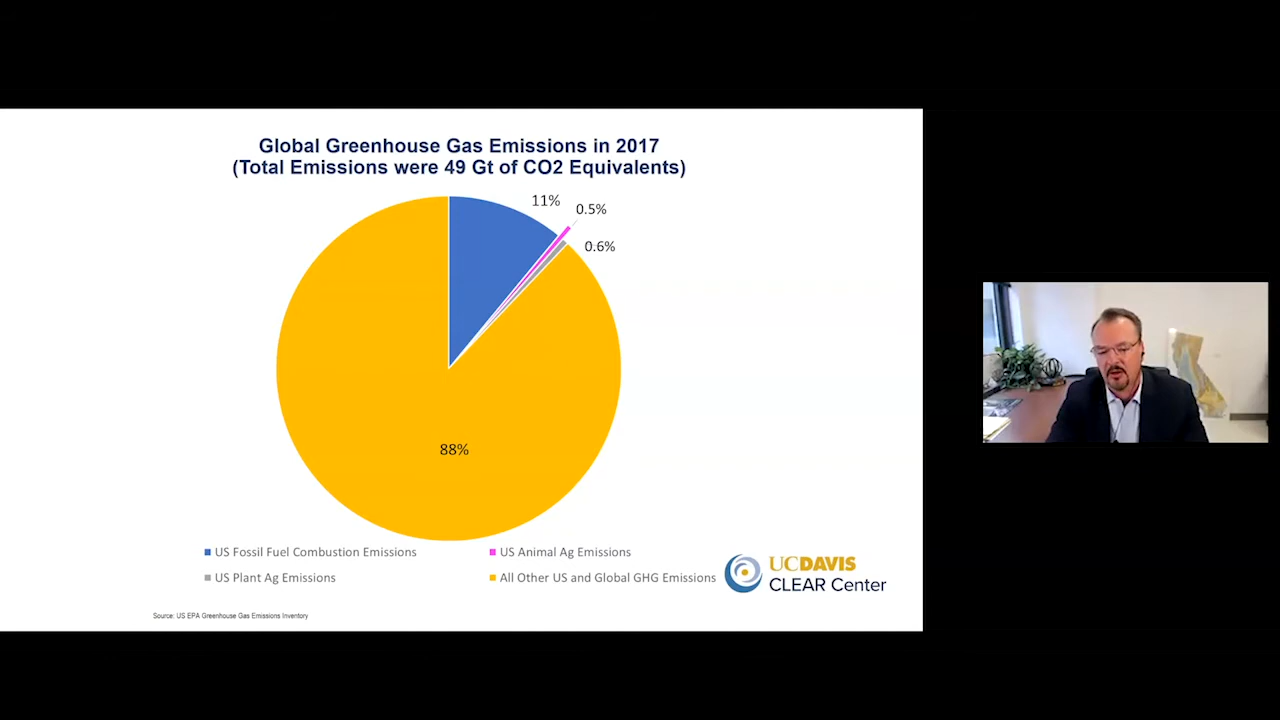 Global Greenhouse Gas Emissions in 2017
(Total Emissions were 49 Gt of CO2 Equivalents)
11%
0.5%
0.6%
88%
US Fossil Fuel Combustion Emissions
US Animal Ag Emissions
US Plant Ag Emissions
All Other US and Global GHG Emissions
UCDAVIS
CLEAR Center
Source: US EPA Greenhouse Gas Emissions Inventory